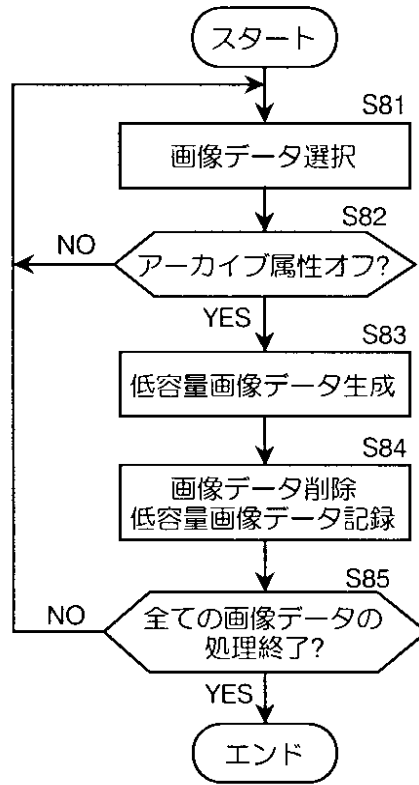 スタート
S81
画像データ選択
S82
NO
アーカイブ属性オフ?
YES
S83
低容量画像データ生成
S84
画像データ削除
低容量画像データ記録
S85
NO
全ての画像データの
処理終了?
YES
エンド